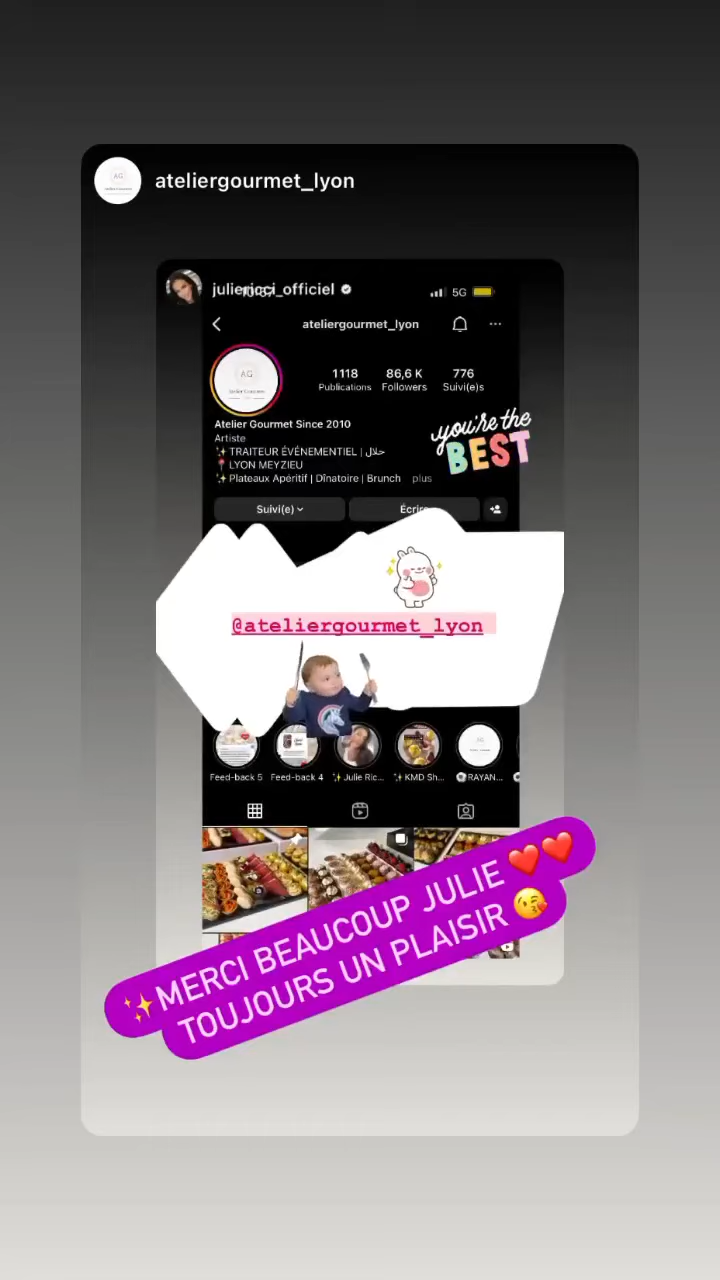 ateliergourmet_lyon
juliericci_officiel
5G
ateliergourmet_lyon
AG
1118
Publications
86,6 K
Followers
776
Suivi(e)s
Atelier Gourmet Since 2010
Artiste
✨ TRAITEUR ÉVÉNEMENTIEL | حلال
📍 LYON MEYZIEU
✨ Plateaux Apéritif | Dînatoire | Brunch plus
you're the
BEST
Suivi(e)
Écrire
@ateliergourmet_lyon
Feed-back 5
Feed-back 4
✨ Julie Ric...
✨ KMD Sh...
RAYAN...
✨MERCI BEAUCOUP JULIE ❤️❤️
TOUJOURS UN PLAISIR 😘